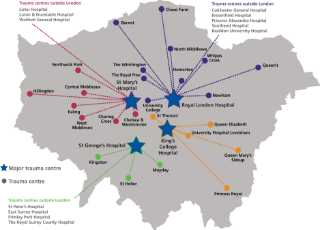 Trauma centres outside London
Lister Hospital
Luton & Dunstable Hospital
Watford General Hospital
Trauma centres outside London
Colchester General Hospital
Broomfield Hospital
Princess Alexandra Hospital
Southend Hospital
Basildon University Hospital
Chase Farm
Barnet
North Middlesex
Whipps
Cross
Queen's
Northwick Park
The Whittington
The Royal Free
Homerton
St Mary's
Hospital
Hillingdon
Central Middlesex
Newham
University
College
Royal London Hospital
Ealing
West
Middlesex
Charing
Cross
Chelsea &
Westminster
St Thomas'
Queen Elizabeth
University Hospital Lewisham
King's
College
Hospital
St George's Hospital
Queen Mary's
Sidcup
Major trauma centre
Trauma centre
Kingston
Mayday
St Helier
Princess Royal
Trauma centres outside London
St Peter's Hospital
East Surrey Hospital
Frimley Park Hospital
The Royal Surrey County Hospital